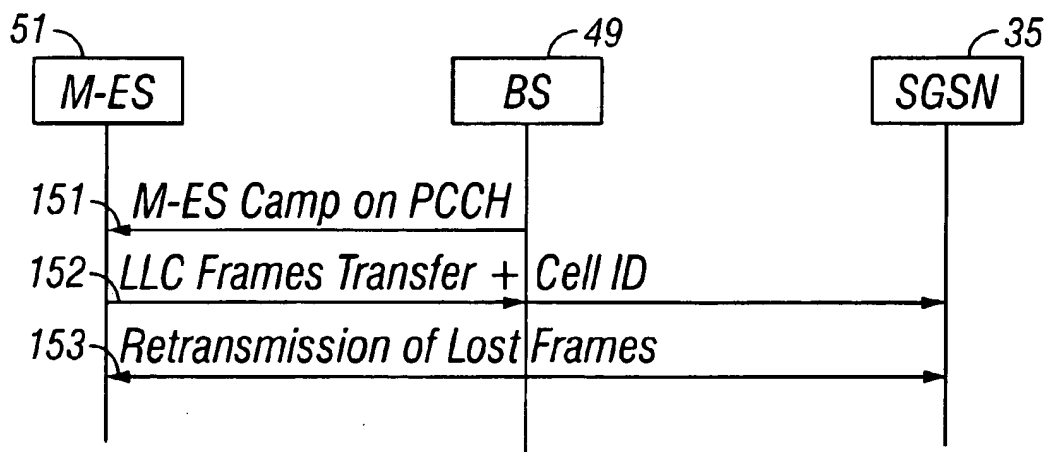 51
49
35
M-ES
BS
SGSN
151
M-ES Camp on PCCH
152
LLC Frames Transfer + Cell ID
153
Retransmission of Lost Frames